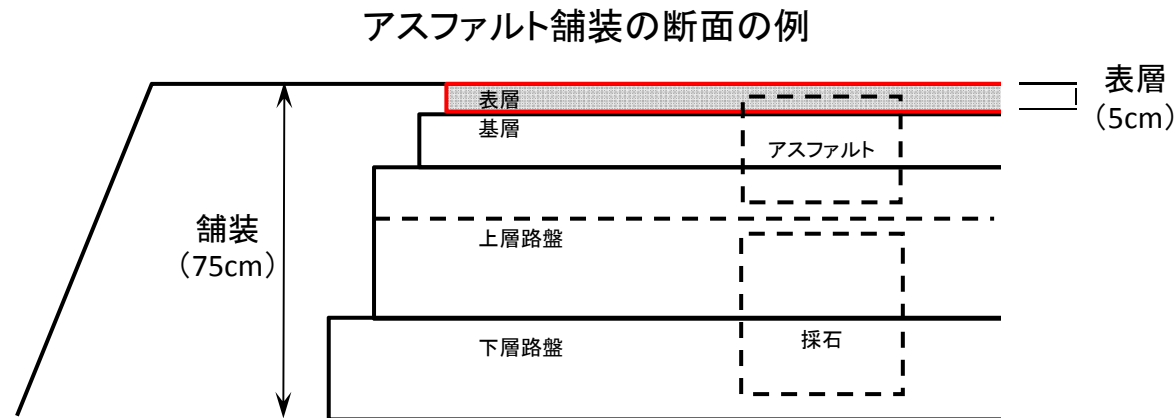 アスファルト舗装の断面の例
表層
(5cm)
表層
基層
アスファルト
舗装
(75cm)
上層路盤
下層路盤
採石